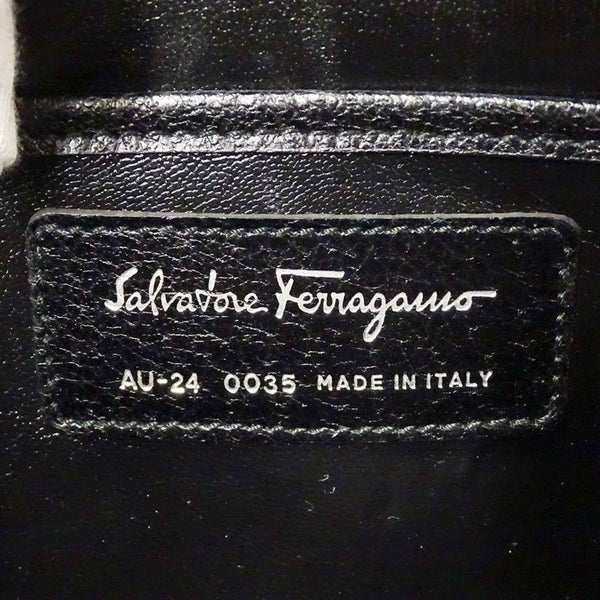 Salvatore Ferragamo
AU-24 0035 MADE IN ITALY